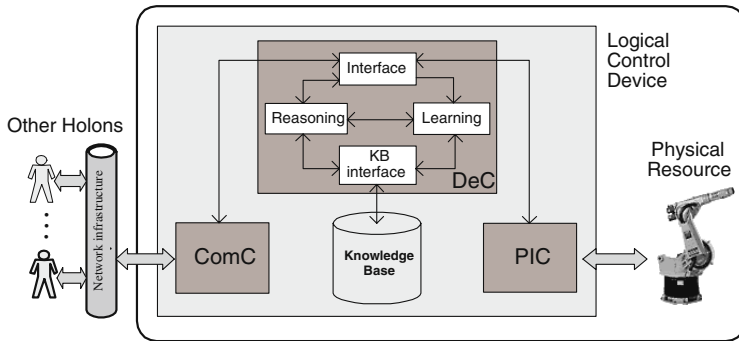 Logical
Control
Device
Interface
Reasoning
Learning
KB
interface
DeC
Other Holons
Network infrastructure
Physical
Resource
ComC
Knowledge
Base
PIC